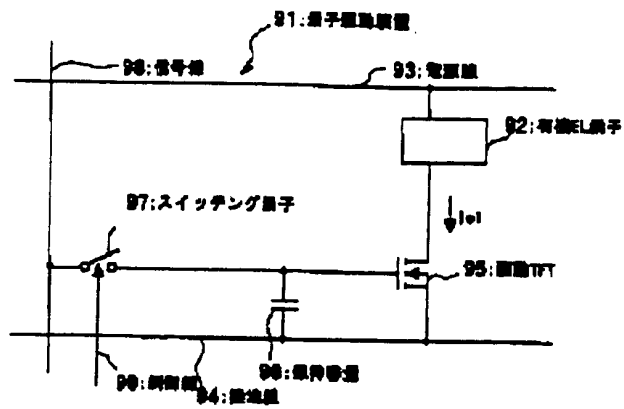 91:素子駆動装置
98:信号線
93:電源線
92:有機EL素子
97:スイッチング素子
95:駆動TFT
96:保持容量
99:制御線
94:接地線